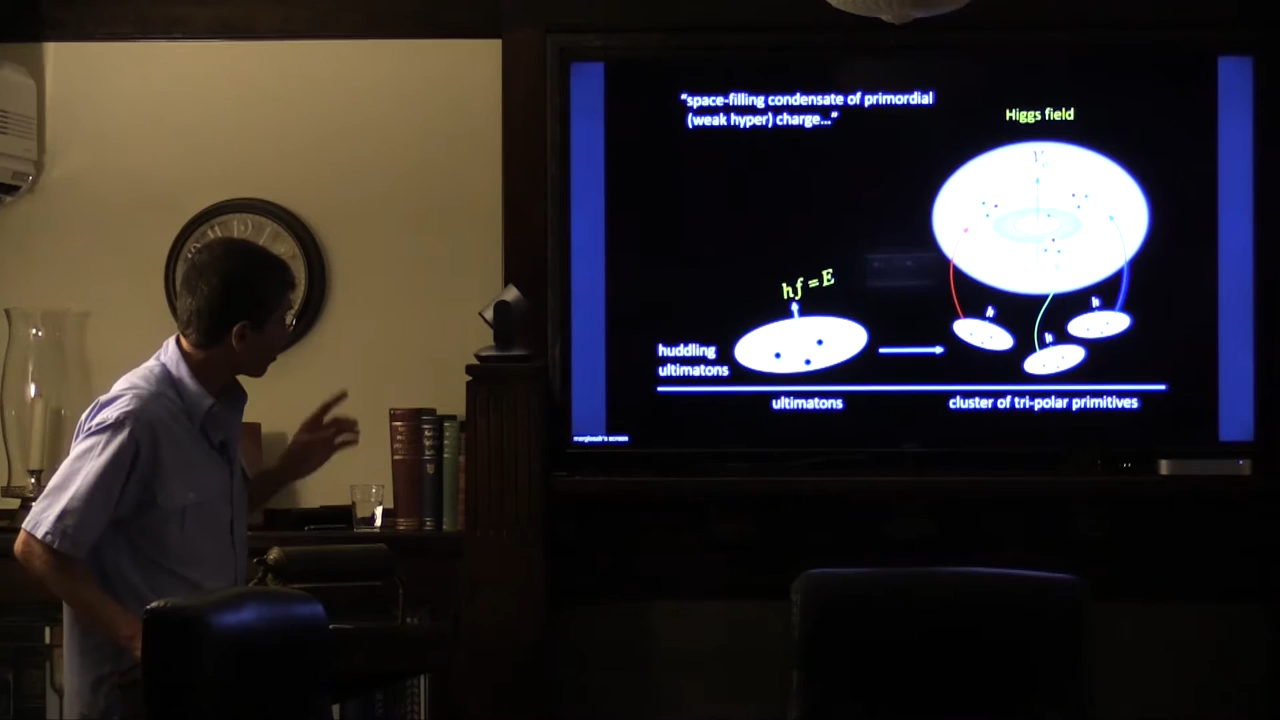 "space-filling condensate of primordial
(weak hyper) charge..."
Higgs field
hf = E
h
h
h
huddling
ultimatons
ultimatons
cluster of tri-polar primitives